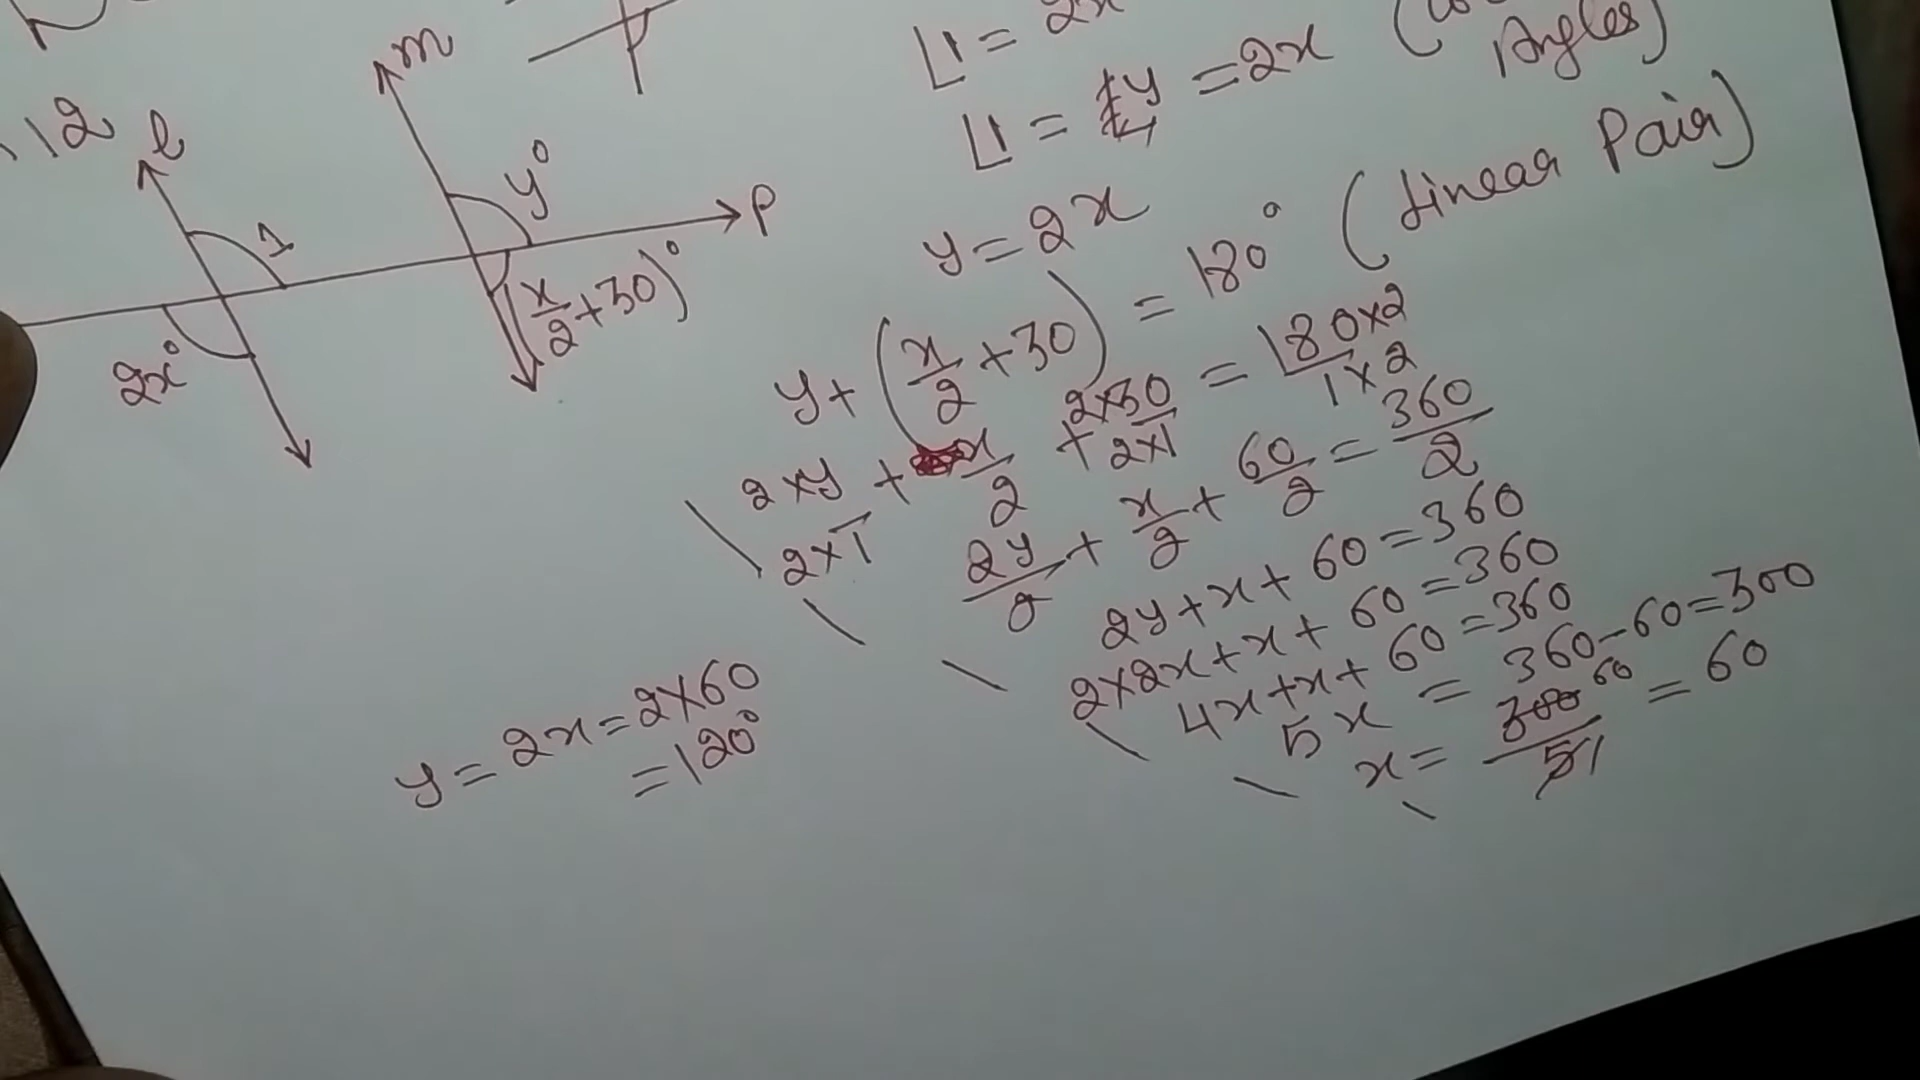 12
l
m
1
y°
P
(x/2+30)°
2x°
∠1 = 2x
∠1 = y = 2x (
Angles)
y = 2x
y + (x/2 + 30) = 180° (Linear Pair)
2×y/2×1 + x/2 + 2×30/2×1 = 180×2/1×2
2y/2 + x/2 + 60/2 = 360/2
2y + x + 60 = 360
2×2x + x + 60 = 360
4x + x + 60 = 360
5x = 360 - 60 = 300
x = 300/5 60/1 = 60
y = 2x = 2×60
= 120°